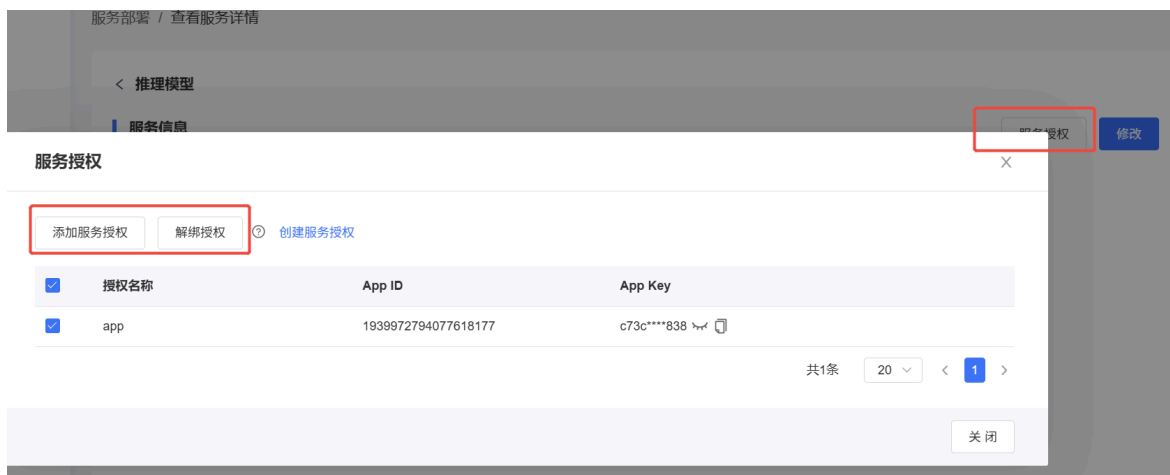 服务部署 / 查看服务详情
< 推理模型
服务信息
服务授权 修改
服务授权
添加服务授权 解绑授权 创建服务授权
授权名称 App ID App Key
app 1939972794077618177 c73c****838
共1条 20 < 1 >
关闭